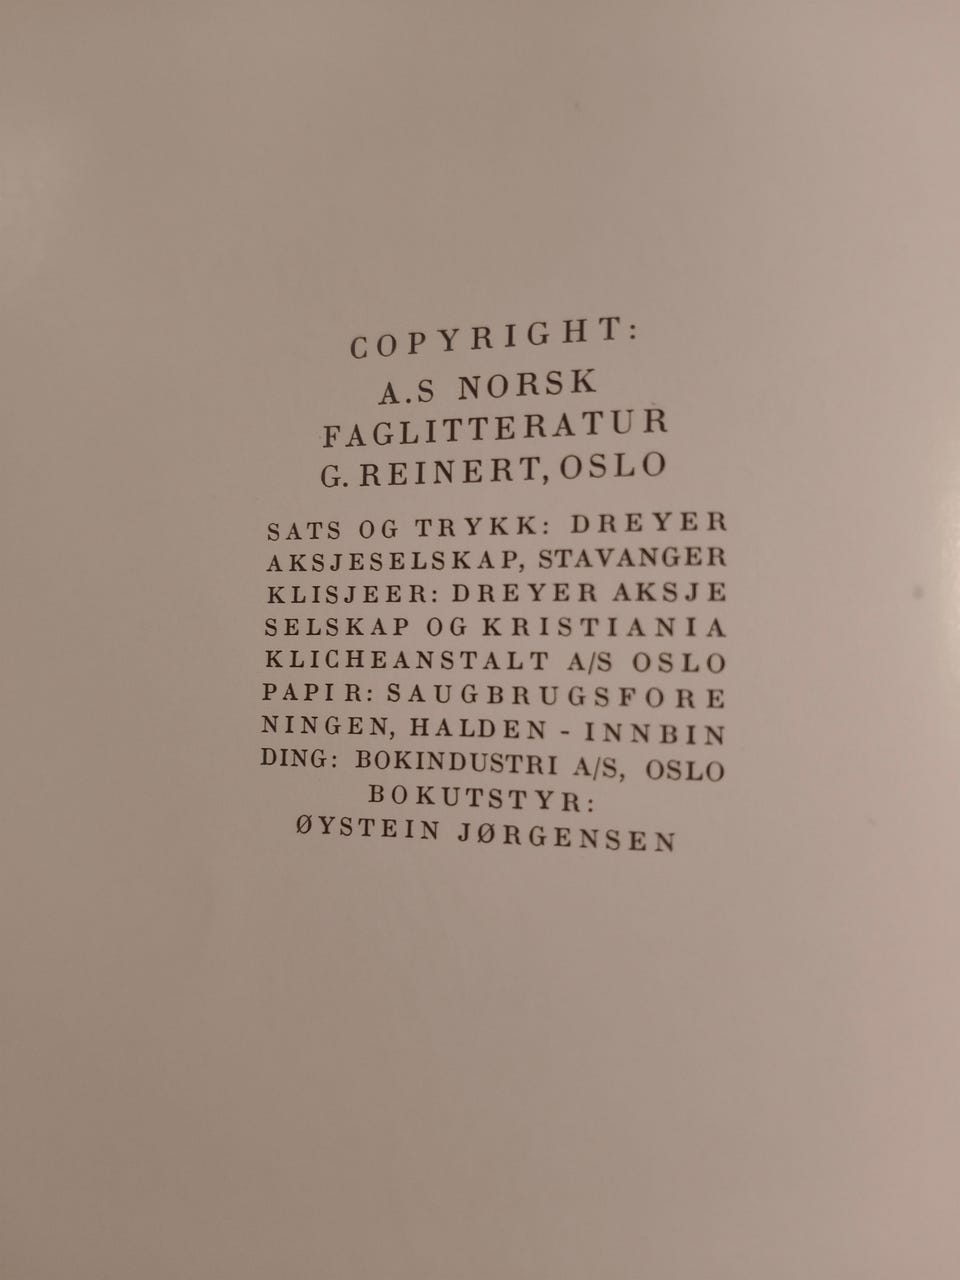 COPYRIGHT:
A.S NORSK
FAGLITTERATUR
G. REINERT, OSLO
SATS OG TRYKK: DREYER
AKSJESELSKAP, STAVANGER
KLISJEER: DREYER AKSJE
SELSKAP OG KRISTIANIA
KLICHEANSTALT A/S OSLO
PAPIR: SAUGBRUGSFORE
NINGEN, HALDEN - INNBIN
DING: BOKINDUSTRI A/S, OSLO
BOKUTSTYR:
ØYSTEIN JØRGENSEN